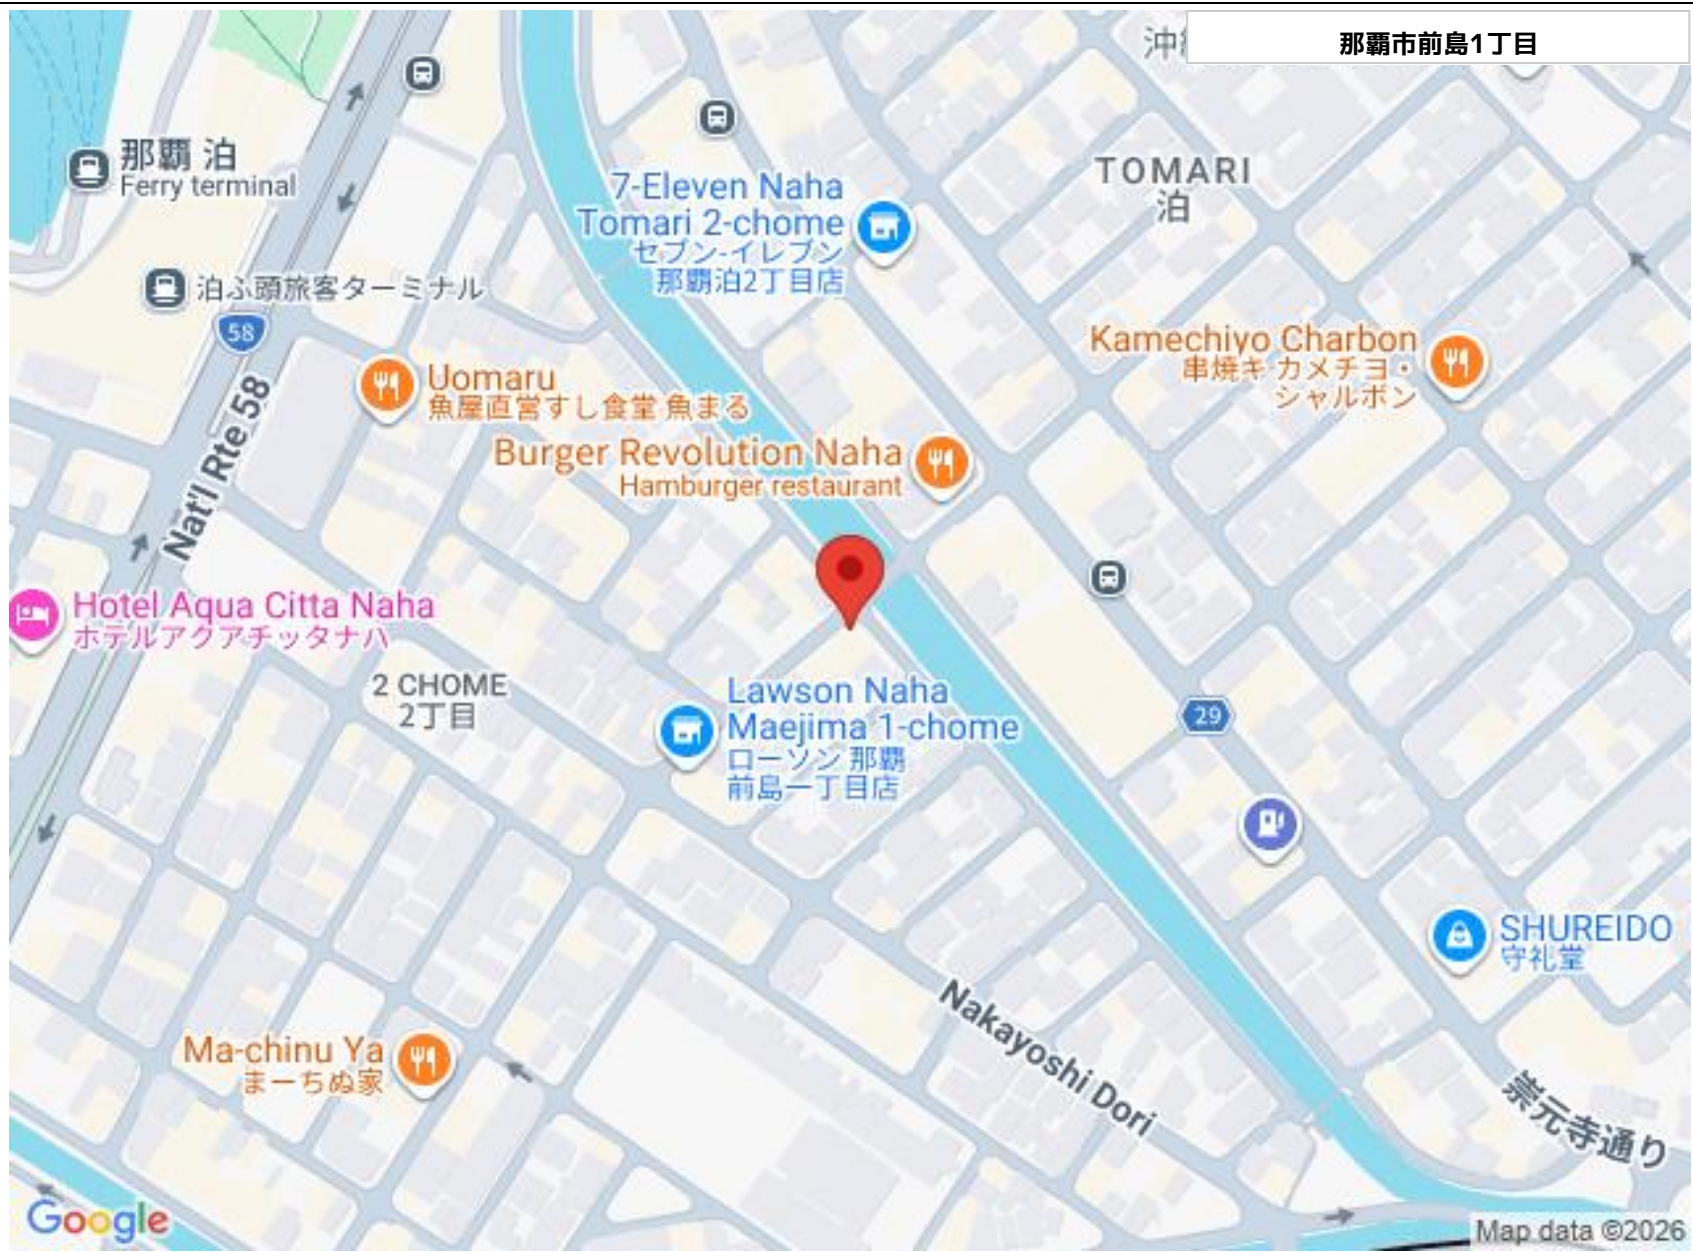 那覇市前島1丁目
沖
那覇 泊
Ferry terminal
TOMARI
泊
7-Eleven Naha
Tomari 2-chome
セブン-イレブン
那覇泊2丁目店
泊ふ頭旅客ターミナル
58
Kamechiyo Charbon
串焼キ カメチヨ・
シャルボン
Uomaru
魚屋直営すし食堂 魚まる
Nat'l Rte 58
Burger Revolution Naha
Hamburger restaurant
Hotel Aqua Citta Naha
ホテルアクアチッタナハ
2 CHOME
2丁目
Lawson Naha
Maejima 1-chome
ローソン 那覇
前島一丁目店
29
SHUREIDO
守礼堂
Nakayoshi Dori
Ma-chinu Ya
まーちぬ家
崇元寺通り
Google
Map data ©2026